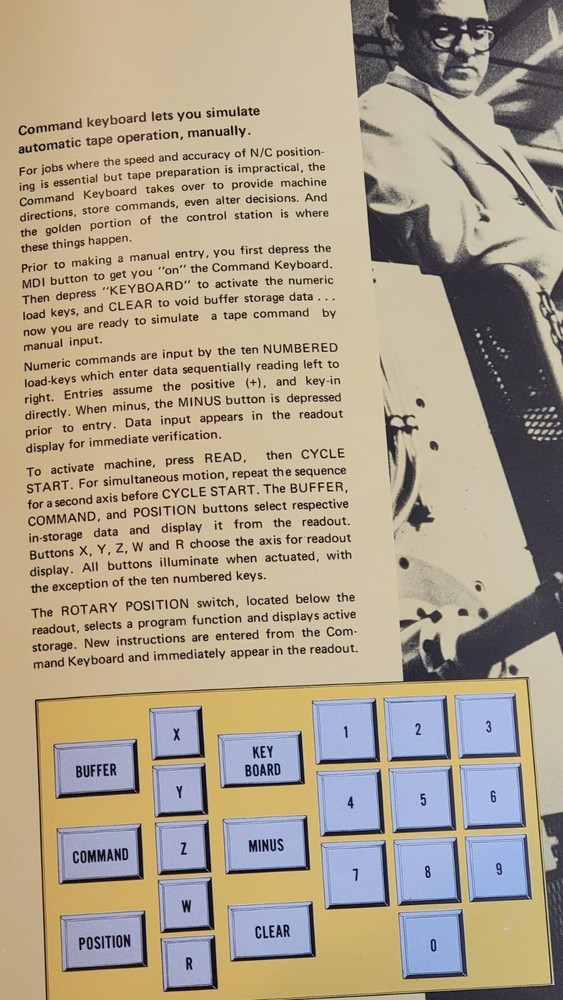 Command keyboard lets you simulate
automatic tape operation, manually.
For jobs where the speed and accuracy of N/C position-
ing is essential but tape preparation is impractical, the
Command Keyboard takes over to provide machine
directions, store commands, even alter decisions. And
the golden portion of the control station is where
these things happen.
Prior to making a manual entry, you first depress the
MDI button to get you "on" the Command Keyboard.
Then depress "KEYBOARD" to activate the numeric
load keys, and CLEAR to void buffer storage data . . .
now you are ready to simulate a tape command by
manual input.
Numeric commands are input by the ten NUMBERED
load-keys which enter data sequentially reading left to
right. Entries assume the positive (+), and key-in
directly. When minus, the MINUS button is depressed
prior to entry. Data input appears in the readout
display for immediate verification.
To activate machine, press READ, then CYCLE
START. For simultaneous motion, repeat the sequence
for a second axis before CYCLE START. The BUFFER,
COMMAND, and POSITION buttons select respective
in-storage data and display it from the readout.
Buttons X, Y, Z, W and R choose the axis for readout
display. All buttons illuminate when actuated, with
the exception of the ten numbered keys.
The ROTARY POSITION switch, located below the
readout, selects a program function and displays active
storage. New instructions are entered from the Com-
mand Keyboard and immediately appear in the readout.
BUFFER
COMMAND
POSITION
X
Y
Z
W
R
KEY
BOARD
MINUS
CLEAR
1 2 3
4 5 6
7 8 9
0